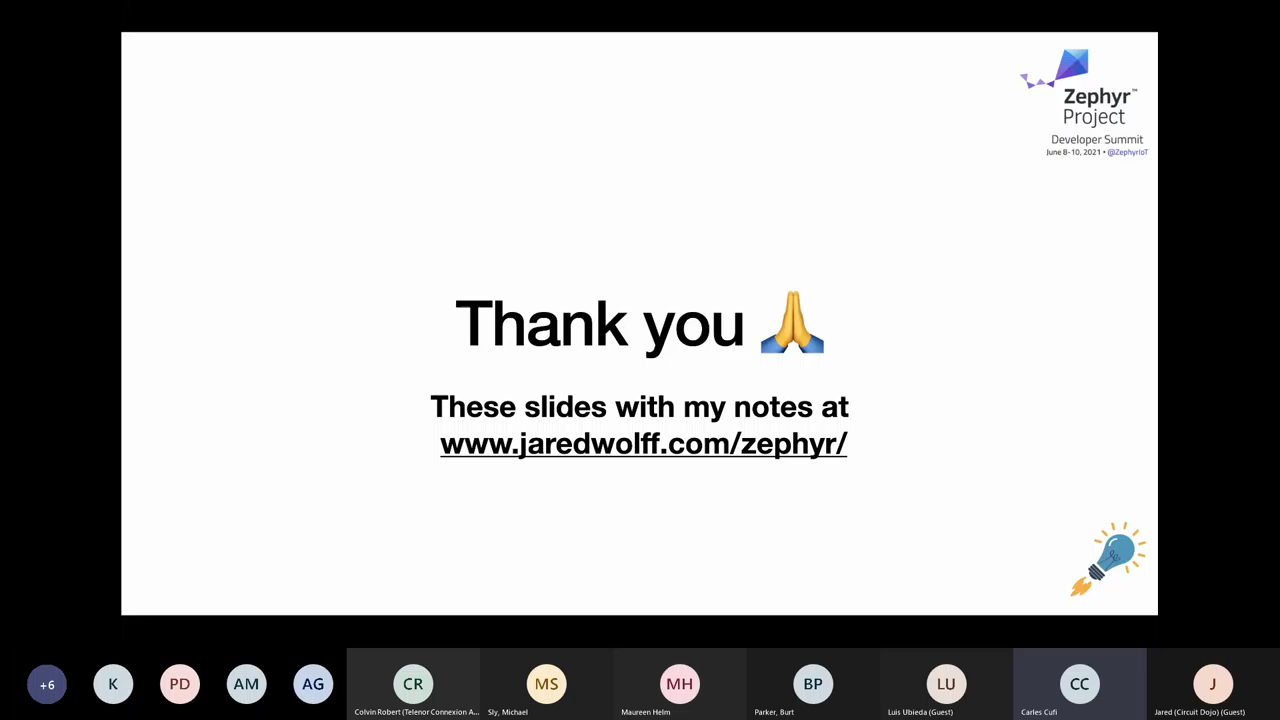 Zephyr™
Project
Developer Summit
June 8-10, 2021 • @ZephyrIoT
Thank you
These slides with my notes at
www.jaredwolff.com/zephyr/
+6
K
PD
AM
AG
CR
MS
MH
BP
LU
CC
J
Colvin Robert (Telenor Connexion A...
Sly, Michael
Maureen Helm
Parker, Burt
Luis Ubieda (Guest)
Carles Cufi
Jared (Circuit Dojo) (Guest)